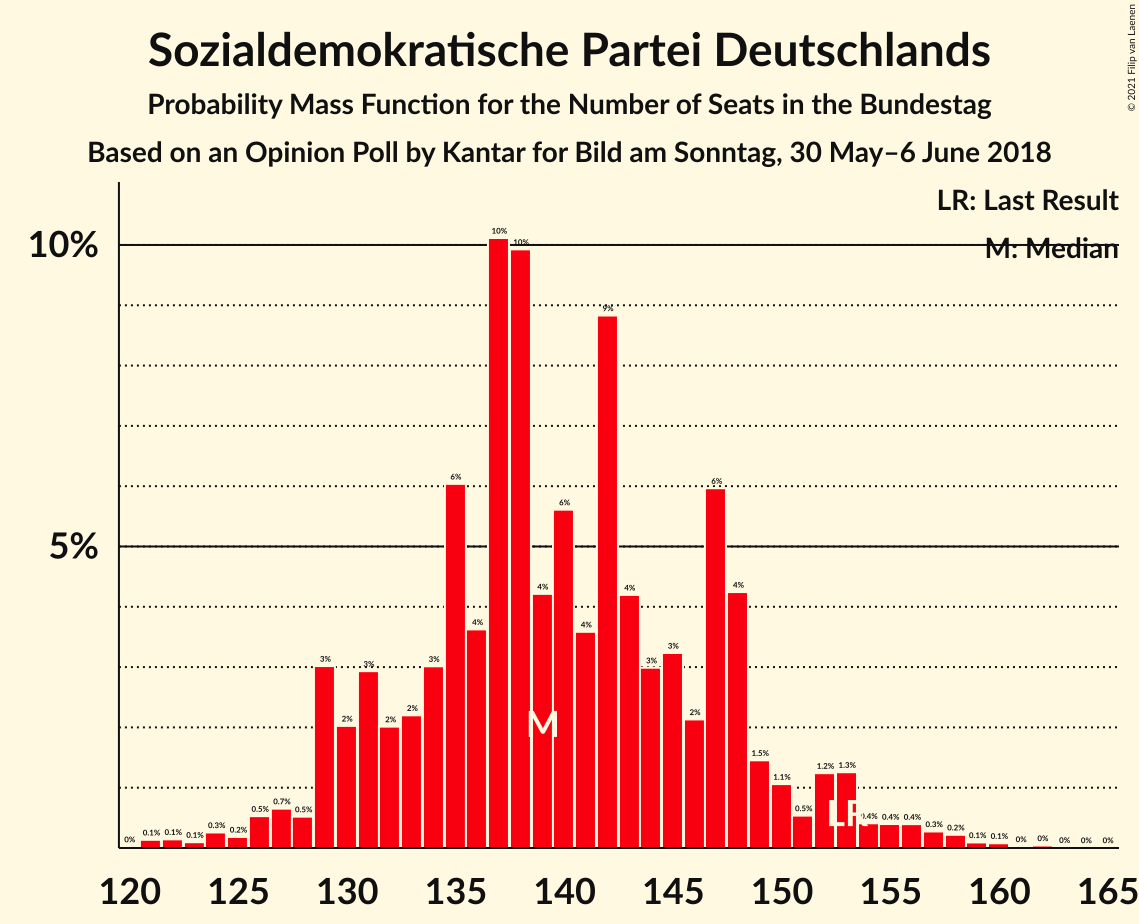 © 2021 Filip van Laenen
Sozialdemokratische Partei Deutschlands
Probability Mass Function for the Number of Seats in the Bundestag
Based on an Opinion Poll by Kantar for Bild am Sonntag, 30 May–6 June 2018
LR: Last Result
M: Median
10%
5%
0% 0.1% 0.1% 0.1% 0.3% 0.2% 0.5% 0.7% 0.5% 3% 2% 3% 2% 2% 3% 6% 4% 10% 10% 4% 6% 4% 9% 4% 3% 3% 2% 6% 4% 1.5% 1.1% 0.5% 1.2% 1.3% 0.4% 0.4% 0.4% 0.3% 0.2% 0.1% 0.1% 0% 0% 0% 0% 0%
M
LR
120 125 130 135 140 145 150 155 160 165